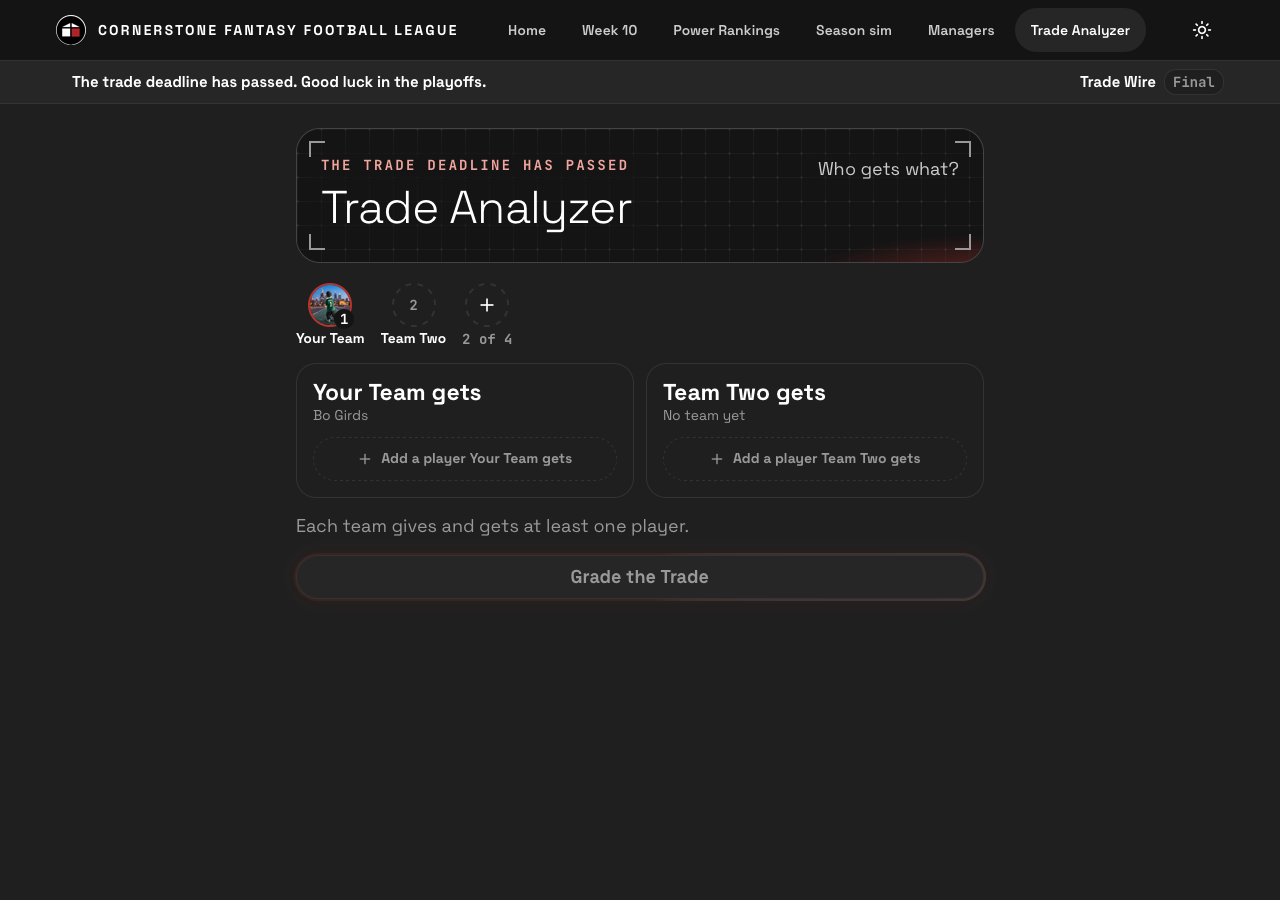 CORNERSTONE FANTASY FOOTBALL LEAGUE
Home
Week 10
Power Rankings
Season sim
Managers
Trade Analyzer
The trade deadline has passed. Good luck in the playoffs.
Trade Wire
Final
THE TRADE DEADLINE HAS PASSED
Who gets what?
Trade Analyzer
1
2
Your Team
Team Two
2 of 4
Your Team gets
Bo Girds
Add a player Your Team gets
Team Two gets
No team yet
Add a player Team Two gets
Each team gives and gets at least one player.
Grade the Trade